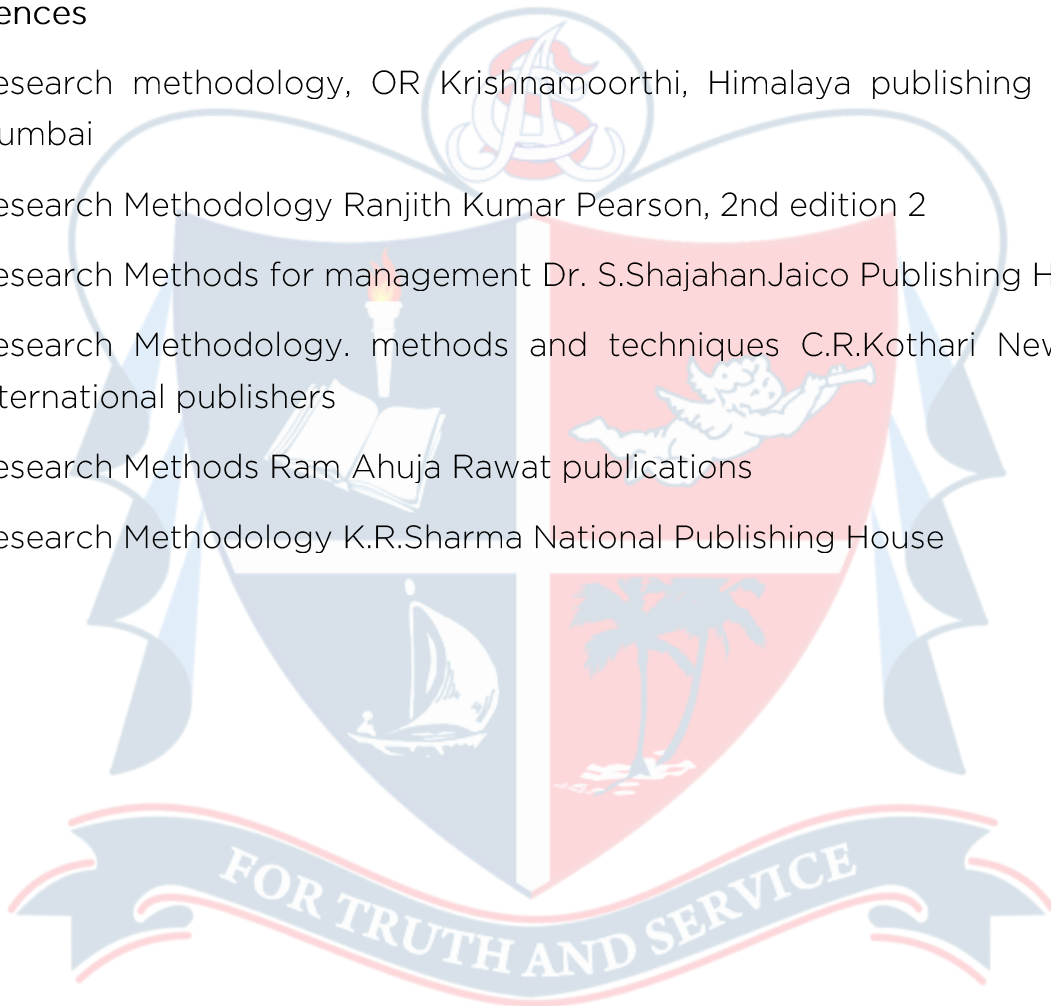 ences
esearch methodology, OR Krishnamoorthi, Himalaya publishing
umbai
esearch Methodology Ranjith Kumar Pearson, 2nd edition 2
esearch Methods for management Dr. S.ShajahanJaico Publishing H
esearch Methodology. methods and techniques C.R.Kothari New
ternational publishers
esearch Methods Ram Ahuja Rawat publications
esearch Methodology K.R.Sharma National Publishing House
FOR TRUTH AND SERVICE